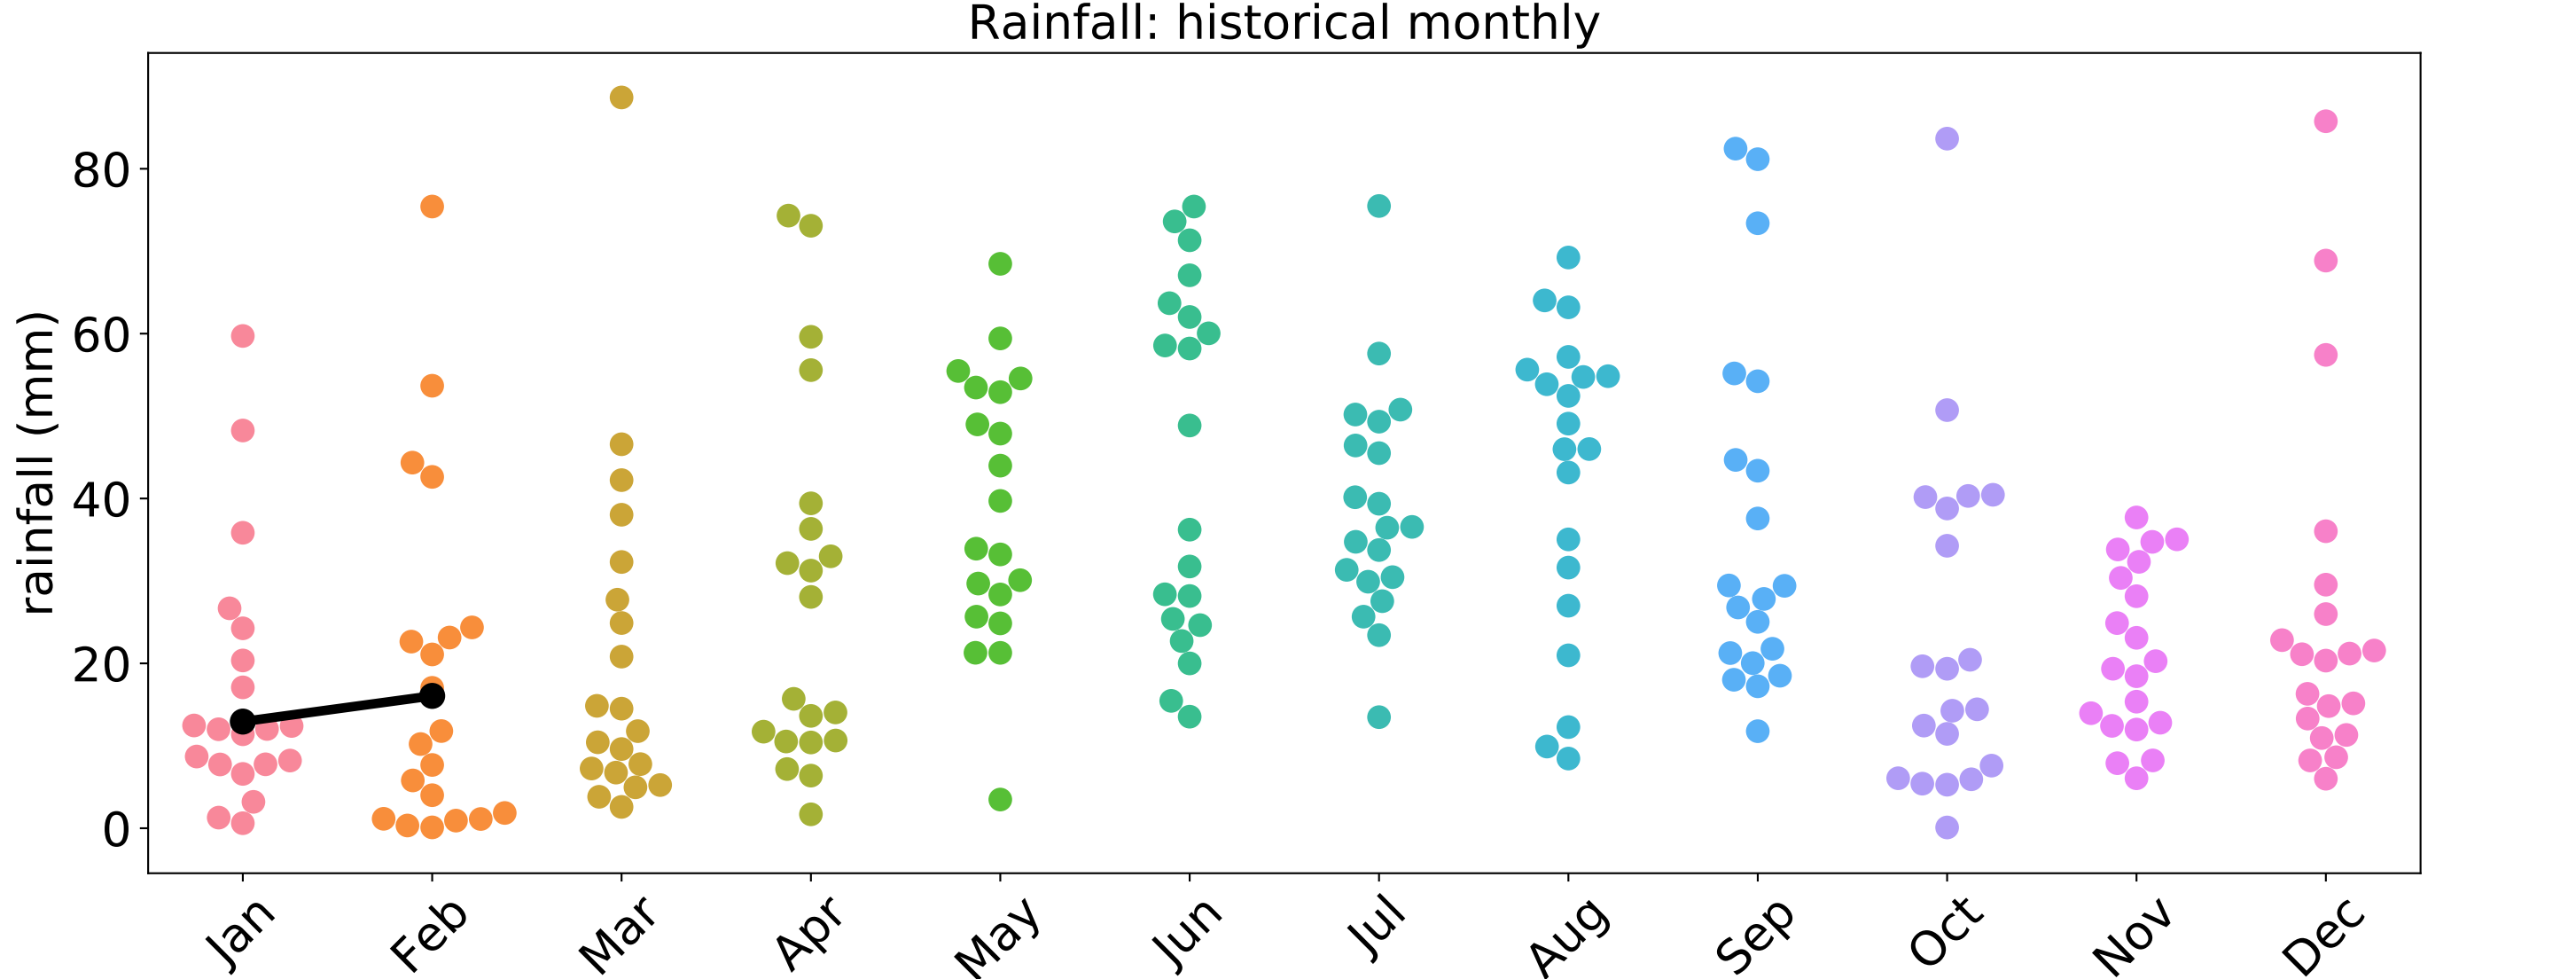 Rainfall: historical monthly
rainfall (mm)
80
60
40
20
0
Jan
Feb
Mar
Apr
May
Jun
Jul
Aug
Sep
Oct
Nov
Dec